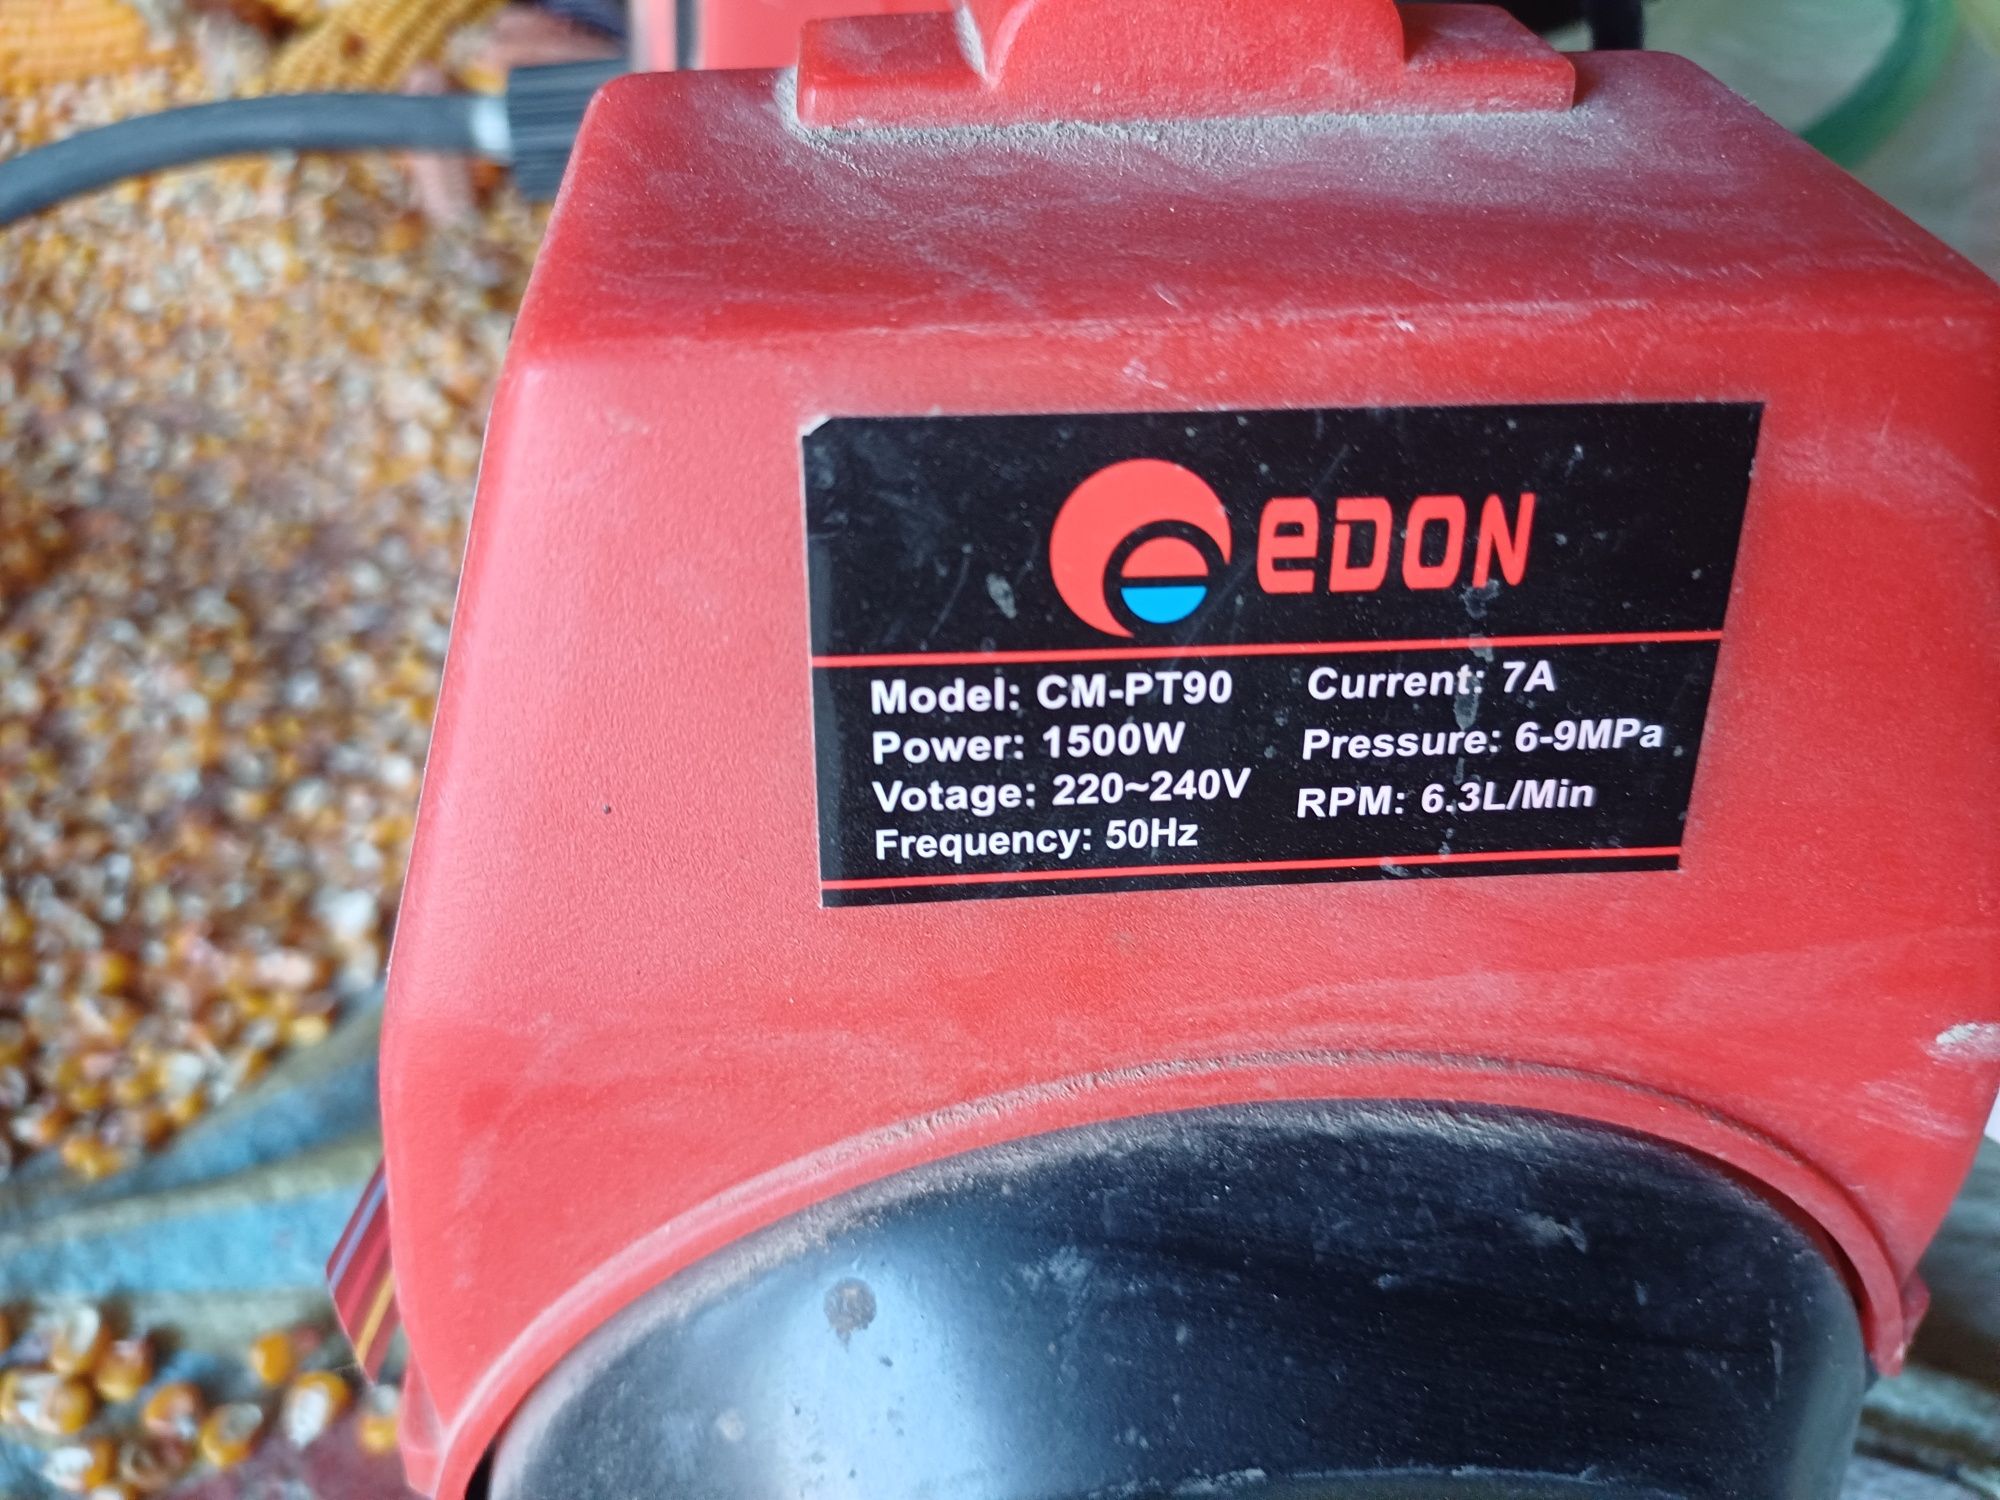 eDON
Model: CM-PT90
Power: 1500W
Votage: 220~240V
Frequency: 50Hz
Current: 7A
Pressure: 6-9MPa
RPM: 6.3L/Min